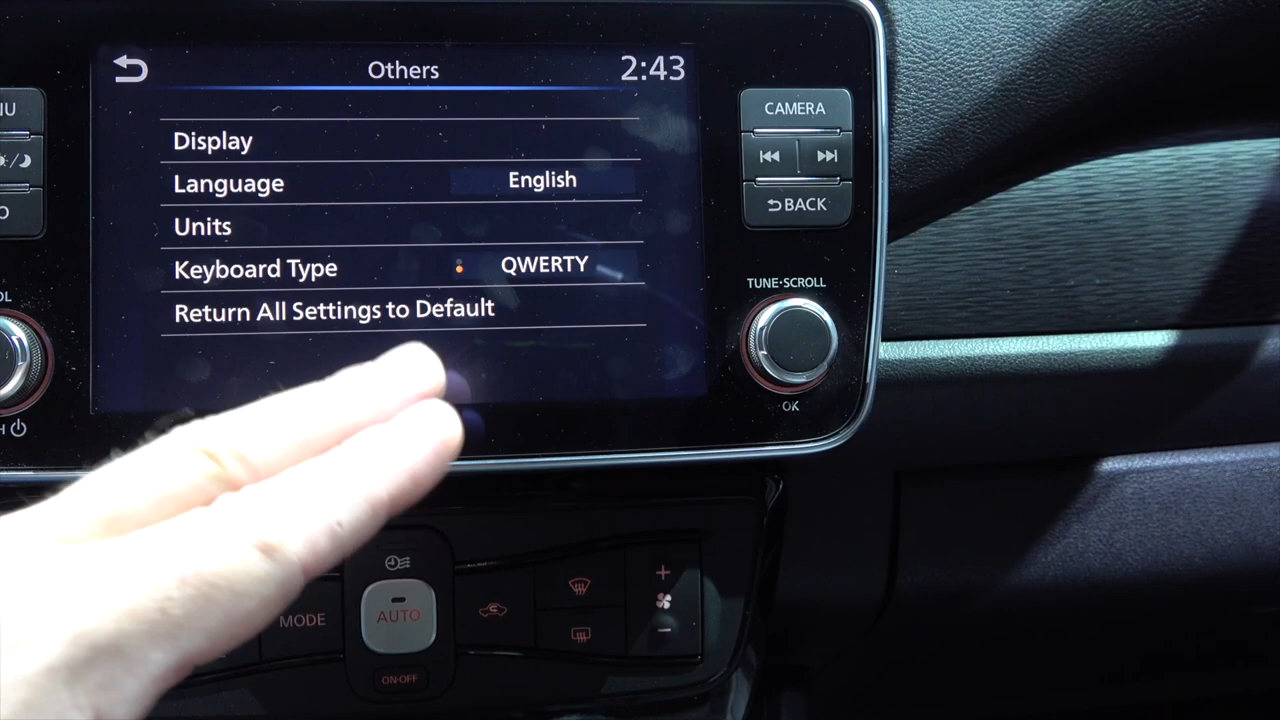 Others
2:43
Display
Language
English
Units
Keyboard Type
QWERTY
Return All Settings to Default
CAMERA
BACK
TUNE•SCROLL
OK
MODE
AUTO
ON•OFF